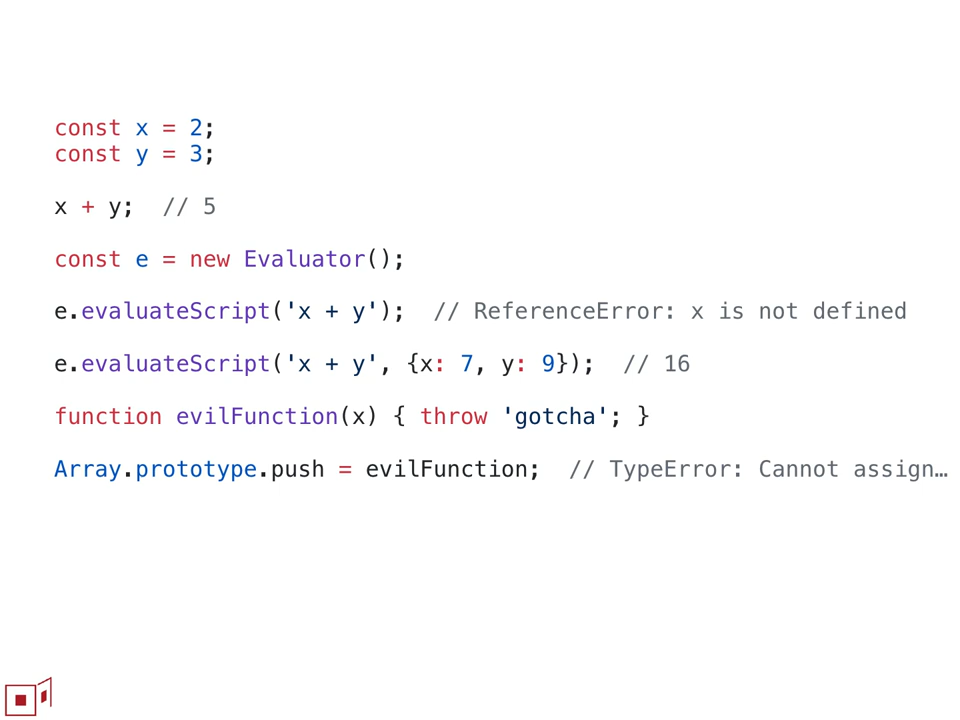 const x = 2;
const y = 3;
x + y;  // 5
const e = new Evaluator();
e.evaluateScript('x + y');  // ReferenceError: x is not defined
e.evaluateScript('x + y', {x: 7, y: 9});  // 16
function evilFunction(x) { throw 'gotcha'; }
Array.prototype.push = evilFunction;  // TypeError: Cannot assign…